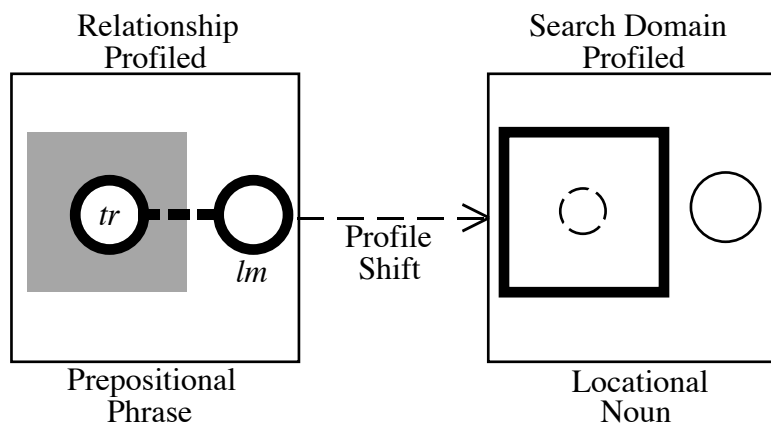 Relationship
Profiled
Search Domain
Profiled
tr
lm
Profile
Shift
Prepositional
Phrase
Locational
Noun